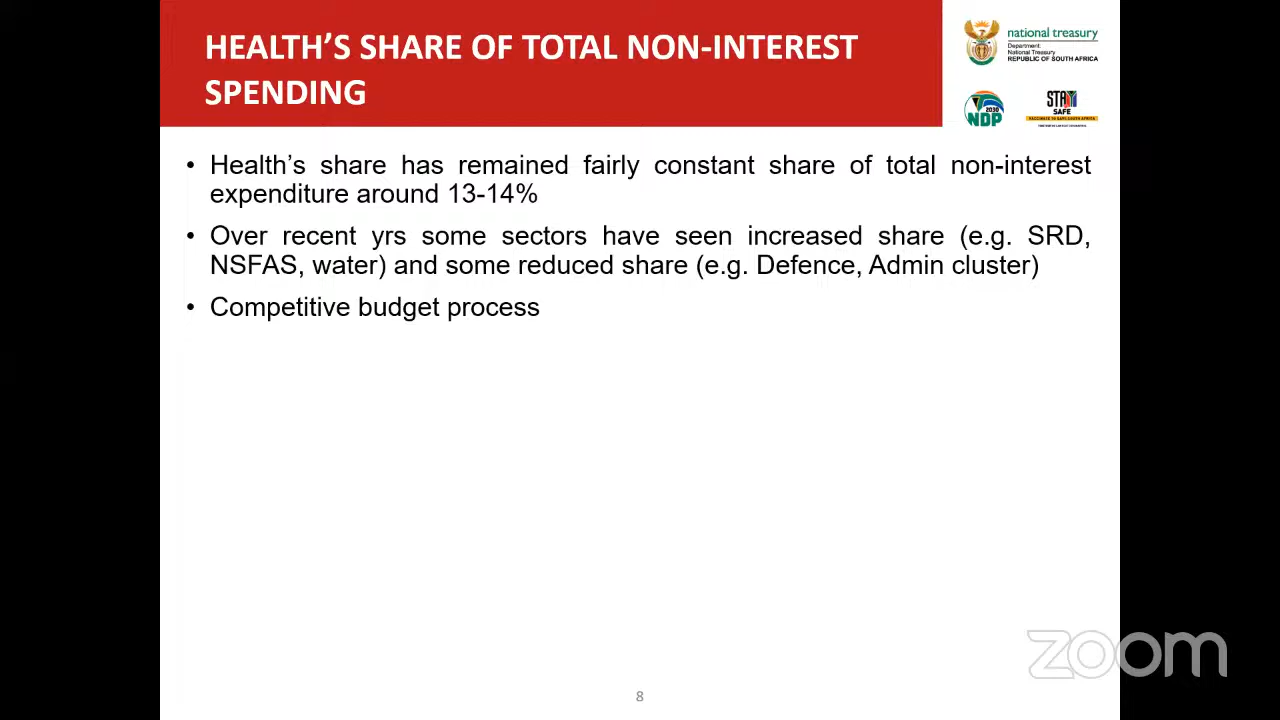 HEALTH'S SHARE OF TOTAL NON-INTEREST
SPENDING
national treasury
Department:
National Treasury
REPUBLIC OF SOUTH AFRICA
2030
NDP
STAY
SAFE
• Health's share has remained fairly constant share of total non-interest
expenditure around 13-14%
• Over recent yrs some sectors have seen increased share (e.g. SRD,
NSFAS, water) and some reduced share (e.g. Defence, Admin cluster)
• Competitive budget process
zoom
8